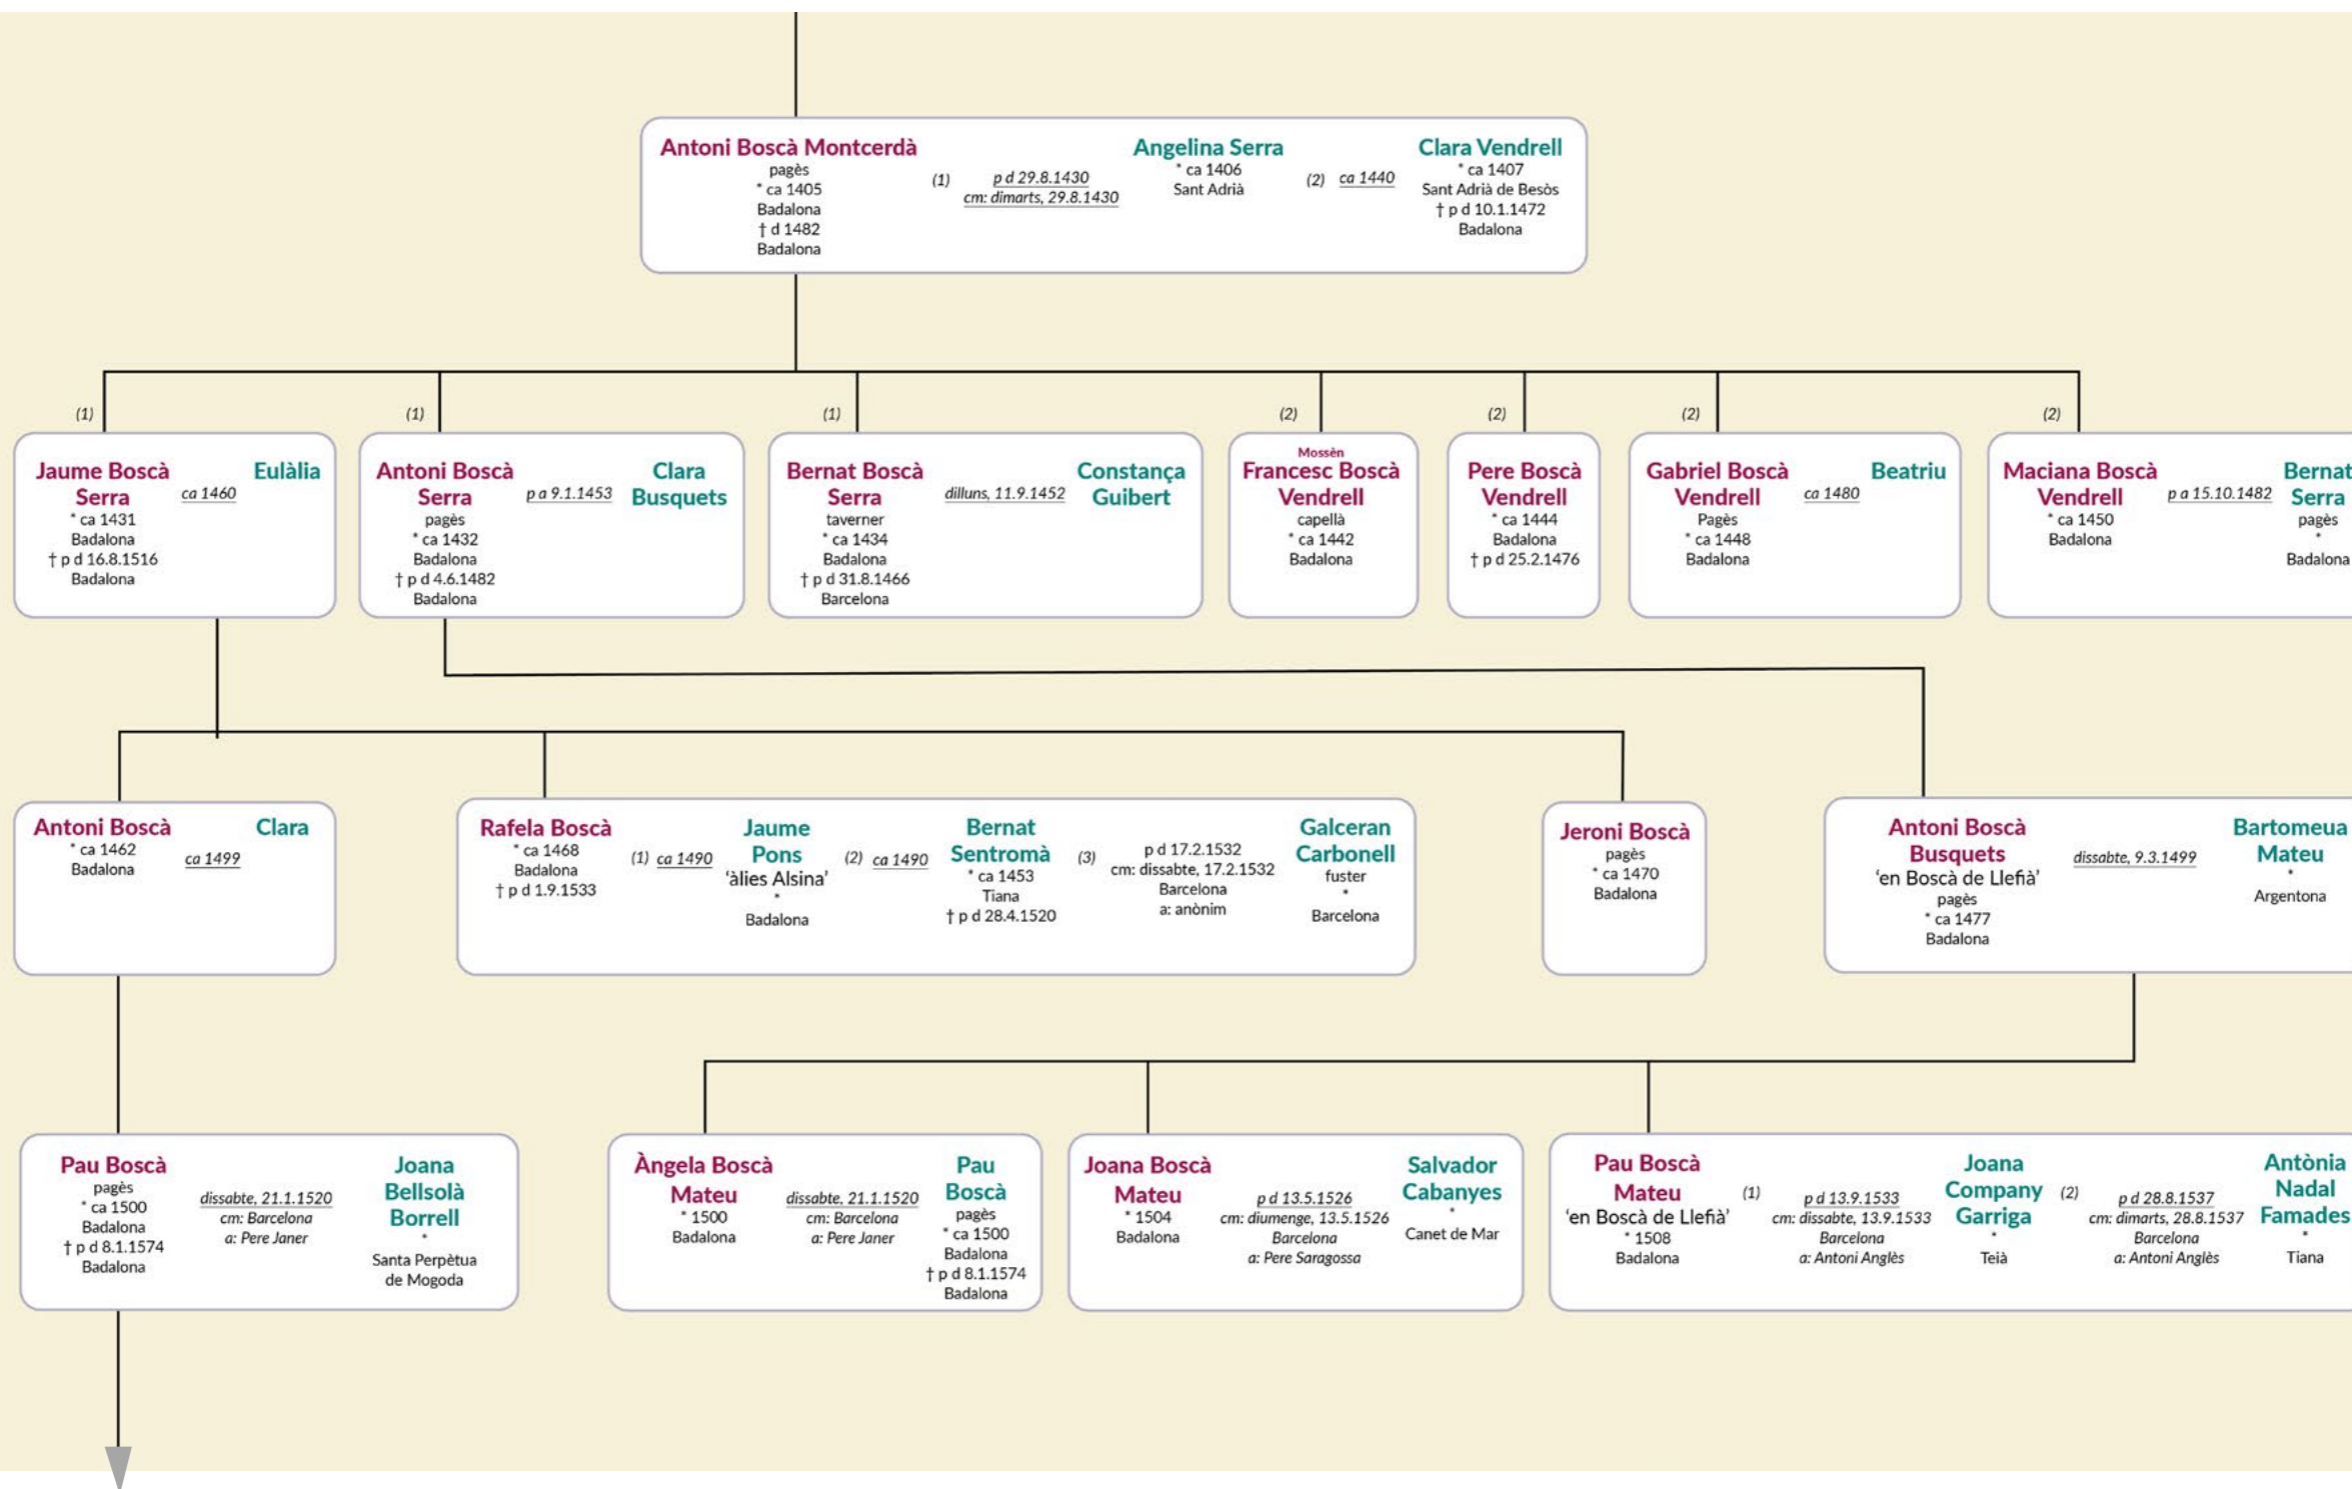 Antoni Boscà Montcerdà
pagès
* ca 1405
Badalona
† d 1482
Badalona
(1)
p d 29.8.1430
cm: dimarts, 29.8.1430
Angelina Serra
* ca 1406
Sant Adrià
(2)
ca 1440
Clara Vendrell
* ca 1407
Sant Adrià de Besòs
† p d 10.1.1472
Badalona
(1)
Jaume Boscà
Serra
* ca 1431
Badalona
† p d 16.8.1516
Badalona
ca 1460
Eulàlia
(1)
Antoni Boscà
Serra
pagès
* ca 1432
Badalona
† p d 4.6.1482
Badalona
p a 9.1.1453
Clara
Busquets
(1)
Bernat Boscà
Serra
taverner
* ca 1434
Badalona
† p d 31.8.1466
Barcelona
dilluns, 11.9.1452
Constança
Guibert
(2)
Mossèn
Francesc Boscà
Vendrell
capellà
* ca 1442
Badalona
(2)
Pere Boscà
Vendrell
* ca 1444
Badalona
† p d 25.2.1476
(2)
Gabriel Boscà
Vendrell
Pagès
* ca 1448
Badalona
ca 1480
Beatriu
(2)
Maciana Boscà
Vendrell
* ca 1450
Badalona
p a 15.10.1482
Bernat
Serra
pagès
*
Badalona
Antoni Boscà
* ca 1462
Badalona
ca 1499
Clara
Rafela Boscà
* ca 1468
Badalona
† p d 1.9.1533
(1) ca 1490
Jaume
Pons
'àlies Alsina'
*
Badalona
(2) ca 1490
Bernat
Sentromà
* ca 1453
Tiana
† p d 28.4.1520
(3)
p d 17.2.1532
cm: dissabte, 17.2.1532
Barcelona
a: anònim
Galceran
Carbonell
fuster
*
Barcelona
Jeroni Boscà
pagès
* ca 1470
Badalona
Antoni Boscà
Busquets
'en Boscà de Llefià'
pagès
* ca 1477
Badalona
dissabte, 9.3.1499
Bartomeua
Mateu
*
Argentona
Pau Boscà
pagès
* ca 1500
Badalona
† p d 8.1.1574
Badalona
dissabte, 21.1.1520
cm: Barcelona
a: Pere Janer
Joana
Bellsolà
Borrell
*
Santa Perpètua
de Mogoda
Àngela Boscà
Mateu
* 1500
Badalona
dissabte, 21.1.1520
cm: Barcelona
a: Pere Janer
Pau
Boscà
pagès
* ca 1500
Badalona
† p d 8.1.1574
Badalona
Joana Boscà
Mateu
* 1504
Badalona
p d 13.5.1526
cm: diumenge, 13.5.1526
Barcelona
a: Pere Saragossa
Salvador
Cabanyes
*
Canet de Mar
Pau Boscà
Mateu
'en Boscà de Llefià'
* 1508
Badalona
(1)
p d 13.9.1533
cm: dissabte, 13.9.1533
Barcelona
a: Antoni Anglès
Joana
Company
Garriga
*
Teià
(2)
p d 28.8.1537
cm: dimarts, 28.8.1537
Barcelona
a: Antoni Anglès
Antònia
Nadal
Famades
*
Tiana